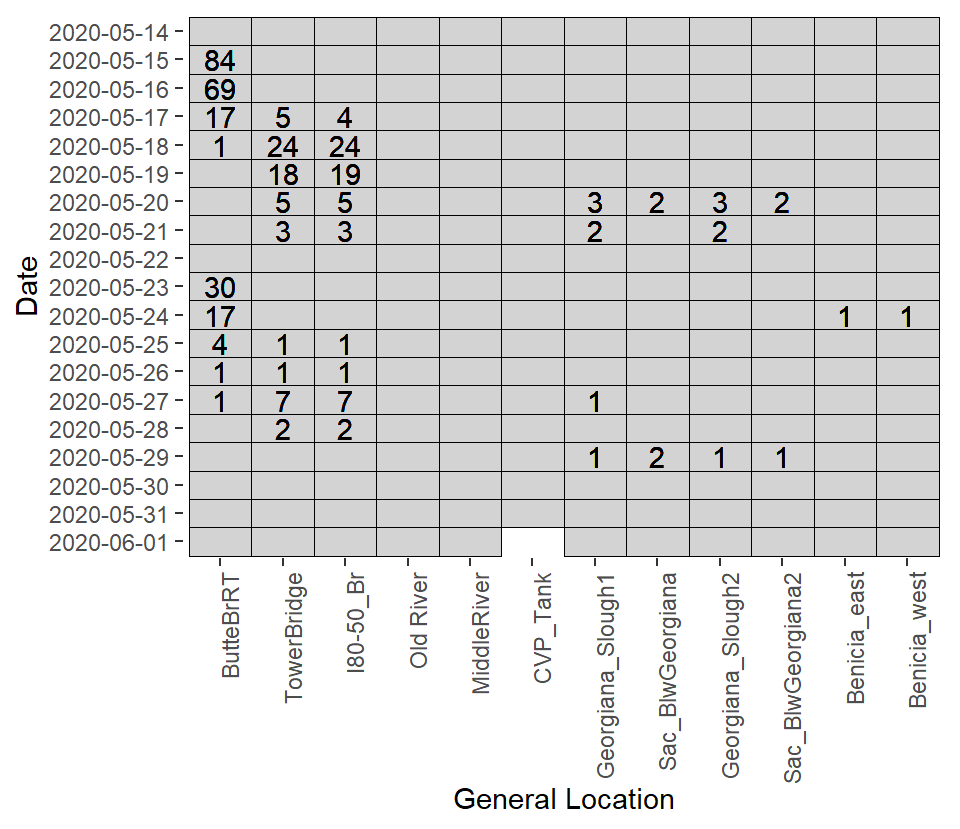 2020-05-14
2020-05-15 84
2020-05-16 69
2020-05-17 17 5 4
2020-05-18 1 24 24
2020-05-19 18 19
2020-05-20 5 5 3 2 3 2
2020-05-21 3 3 2 2
2020-05-22
2020-05-23 30
2020-05-24 17 1 1
2020-05-25 4 1 1
2020-05-26 1 1 1
2020-05-27 1 7 7 1
2020-05-28 2 2
2020-05-29 1 2 1 1
2020-05-30
2020-05-31
2020-06-01
Date
ButteBrRT
TowerBridge
I80-50_Br
Old River
MiddleRiver
CVP_Tank
Georgiana_Slough1
Sac_BlwGeorgiana
Georgiana_Slough2
Sac_BlwGeorgiana2
Benicia_east
Benicia_west
General Location